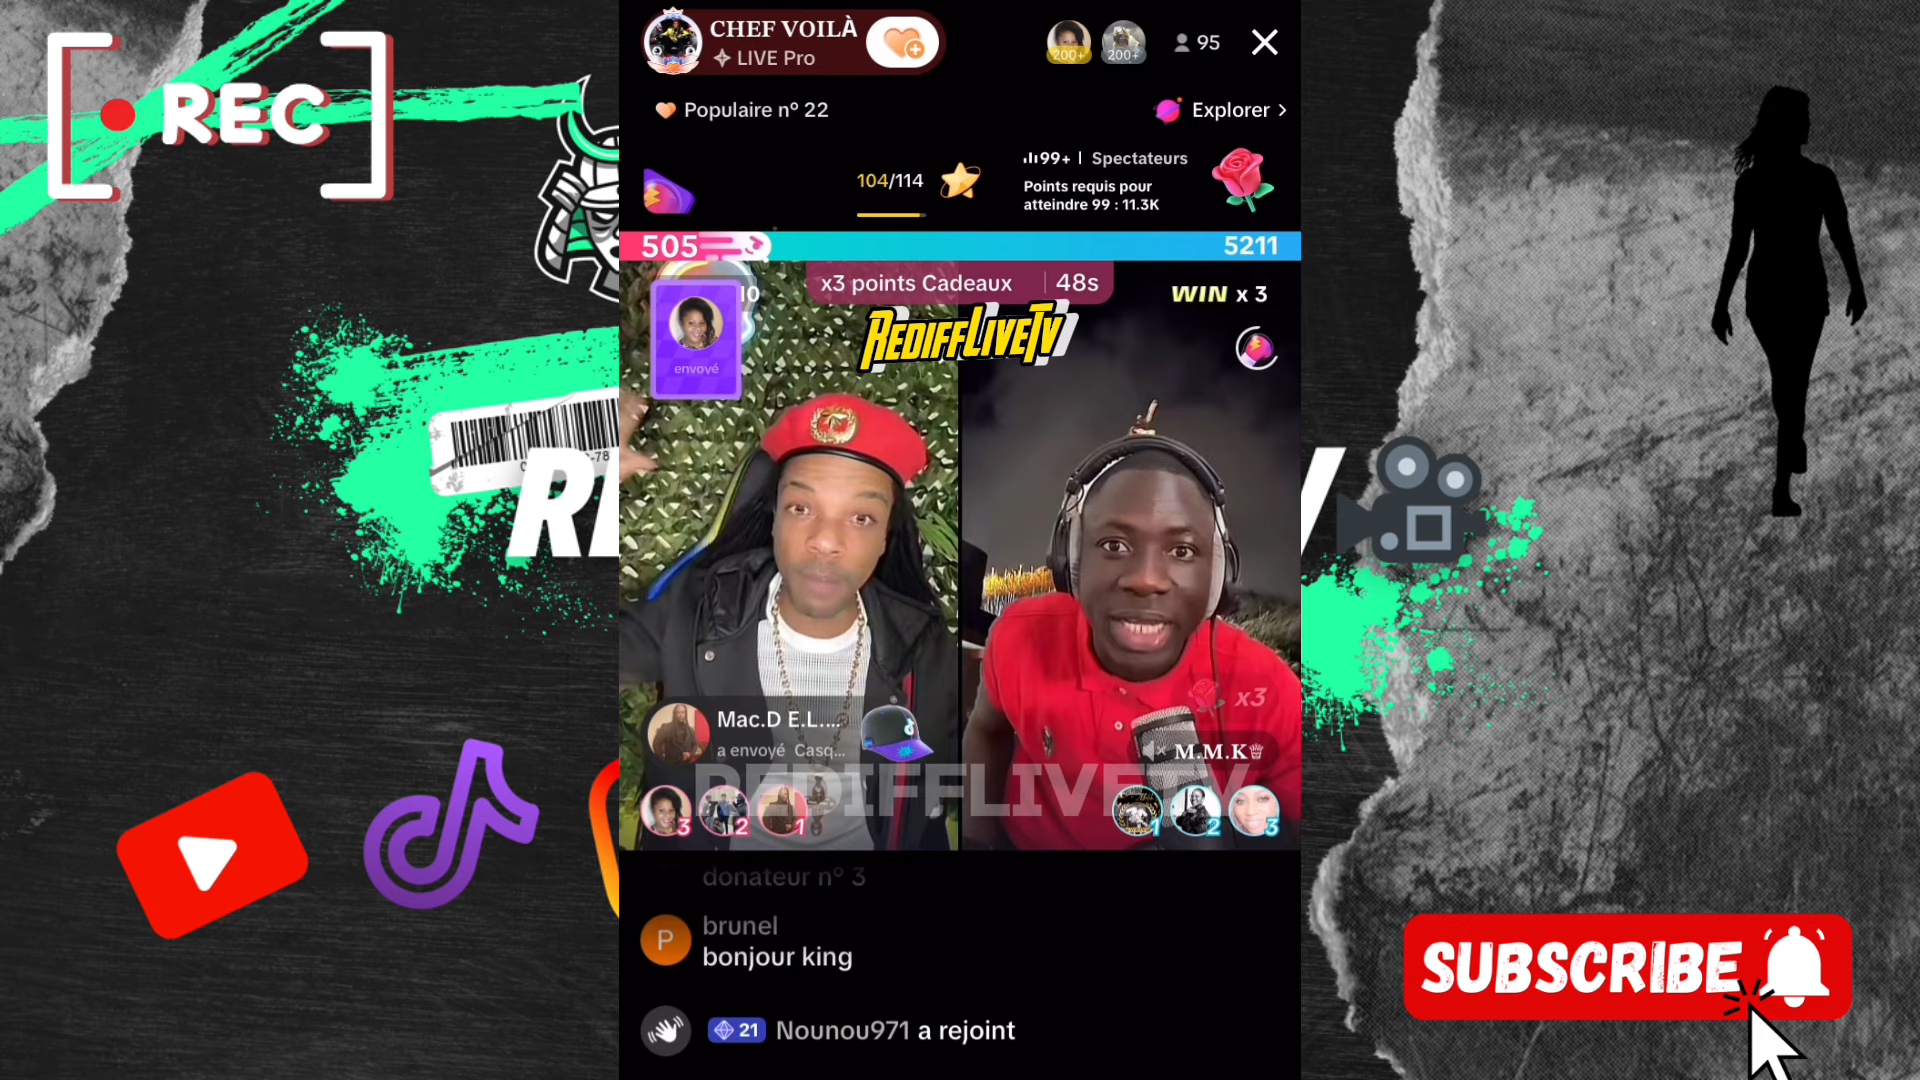 REC
CHEF VOILÀ
LIVE Pro
200+
200+
95
Populaire nº 22
Explorer
104/114
99+ | Spectateurs
Points requis pour
atteindre 99 : 11.3K
505
5211
x3 points Cadeaux
48s
WIN x 3
REDIFFLIVETV
envoyé
x3
Mac.D E.L....
a envoyé Casq...
M.M.K
REDIFFLIVETV
3
2
1
1
2
3
donateur nº 3
P
brunel
bonjour king
21 Nounou971 a rejoint
SUBSCRIBE